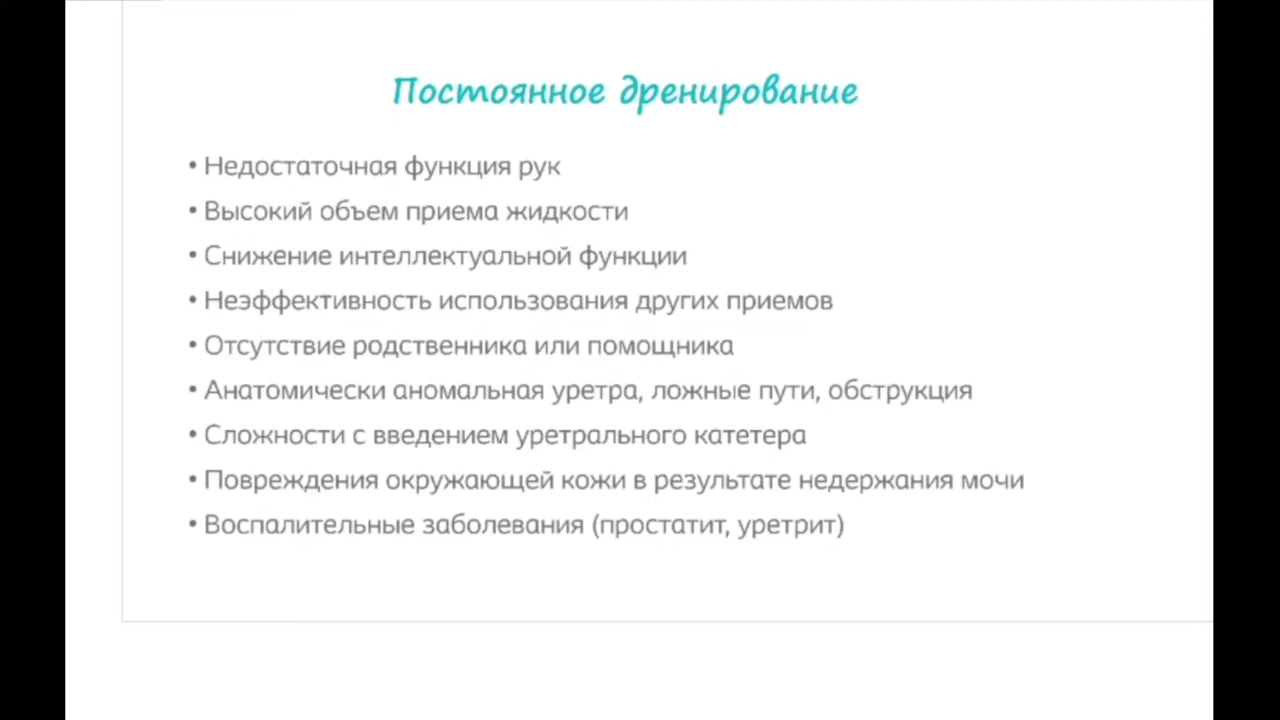 Постоянное дренирование
• Недостаточная функция рук
• Высокий объем приема жидкости
• Снижение интеллектуальной функции
• Неэффективность использования других приемов
• Отсутствие родственника или помощника
• Анатомически аномальная уретра, ложные пути, обструкция
• Сложности с введением уретрального катетера
• Повреждения окружающей кожи в результате недержания мочи
• Воспалительные заболевания (простатит, уретрит)